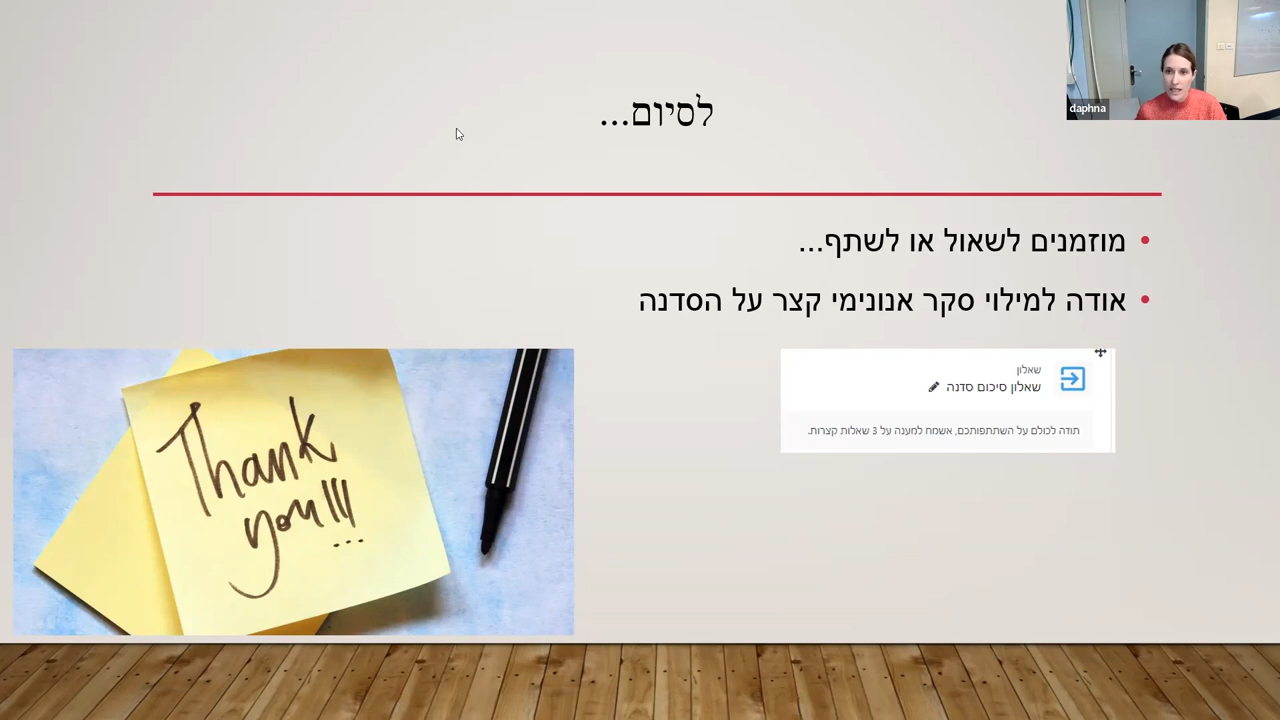 daphna
לסיום...
• מוזמנים לשאול או לשתף...
• אודה למילוי סקר אנונימי קצר על הסדנה
שאלון
שאלון סיכום סדנה
תודה לכולם על השתתפותכם, אשמח למענה על 3 שאלות קצרות.
Thank
you!!!
...